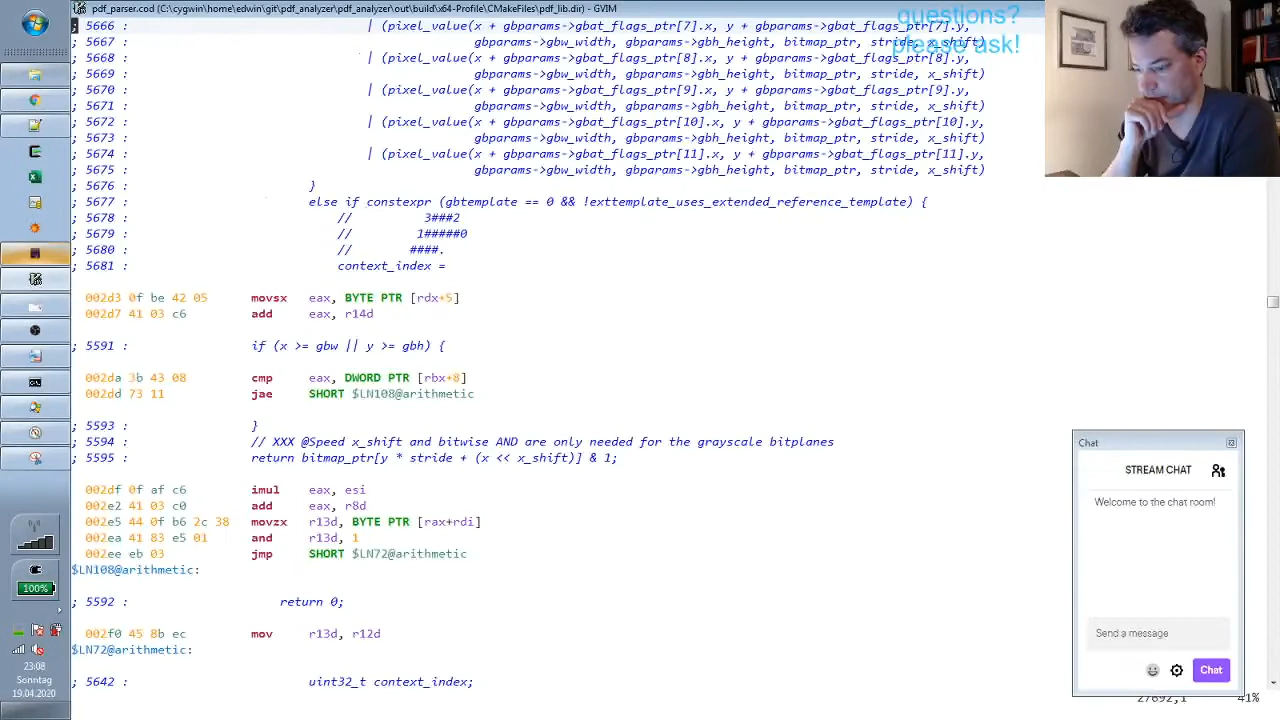 pdf_parser.cod (C:\cygwin\home\edwin\git\pdf_analyzer\pdf_analyzer\out\build\x64-Profile\CMakeFiles\pdf_lib.dir) - GVIM
questions?
please ask!
; 5666 : | (pixel_value(x + gbparams->gbat_flags_ptr[7].x, y + gbparams->gbat_flags_ptr[7].y,
; 5667 : gbparams->gbw_width, gbparams->gbh_height, bitmap_ptr, stride, x_shift)
; 5668 : | (pixel_value(x + gbparams->gbat_flags_ptr[8].x, y + gbparams->gbat_flags_ptr[8].y,
; 5669 : gbparams->gbw_width, gbparams->gbh_height, bitmap_ptr, stride, x_shift)
; 5670 : | (pixel_value(x + gbparams->gbat_flags_ptr[9].x, y + gbparams->gbat_flags_ptr[9].y,
; 5671 : gbparams->gbw_width, gbparams->gbh_height, bitmap_ptr, stride, x_shift)
; 5672 : | (pixel_value(x + gbparams->gbat_flags_ptr[10].x, y + gbparams->gbat_flags_ptr[10].y,
; 5673 : gbparams->gbw_width, gbparams->gbh_height, bitmap_ptr, stride, x_shift)
; 5674 : | (pixel_value(x + gbparams->gbat_flags_ptr[11].x, y + gbparams->gbat_flags_ptr[11].y,
; 5675 : gbparams->gbw_width, gbparams->gbh_height, bitmap_ptr, stride, x_shift)
; 5676 : }
; 5677 : else if constexpr (gbtemplate == 0 && !exttemplate_uses_extended_reference_template) {
; 5678 : // 3###2
; 5679 : // 1#####0
; 5680 : // ####.
; 5681 : context_index =
002d3 0f be 42 05 movsx eax, BYTE PTR [rdx+5]
002d7 41 03 c6 add eax, r14d
; 5591 : if (x >= gbw || y >= gbh) {
002da 3b 43 08 cmp eax, DWORD PTR [rbx+8]
002dd 73 11 jae SHORT $LN108@arithmetic
; 5593 : }
; 5594 : // XXX @Speed x_shift and bitwise AND are only needed for the grayscale bitplanes
; 5595 : return bitmap_ptr[y * stride + (x << x_shift)] & 1;
002df 0f af c6 imul eax, esi
002e2 41 03 c0 add eax, r8d
002e5 44 0f b6 2c 38 movzx r13d, BYTE PTR [rax+rdi]
002ea 41 83 e5 01 and r13d, 1
002ee eb 03 jmp SHORT $LN72@arithmetic
$LN108@arithmetic:
; 5592 : return 0;
002f0 45 8b ec mov r13d, r12d
$LN72@arithmetic:
; 5642 : uint32_t context_index;
27692,1 41%
Chat
STREAM CHAT
Welcome to the chat room!
Send a message
Chat
100%
23:08
Sonntag
19.04.2020